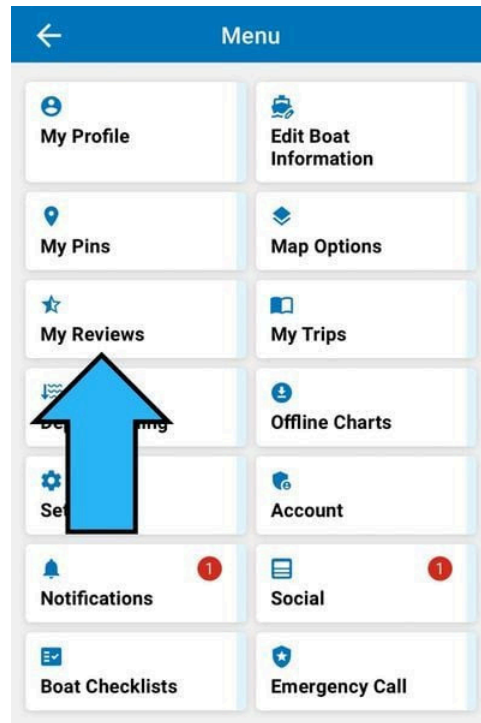 Menu
My Profile
Edit Boat
Information
My Pins
Map Options
My Reviews
My Trips
Offline Charts
Account
Notifications
1
Social
1
Boat Checklists
Emergency Call